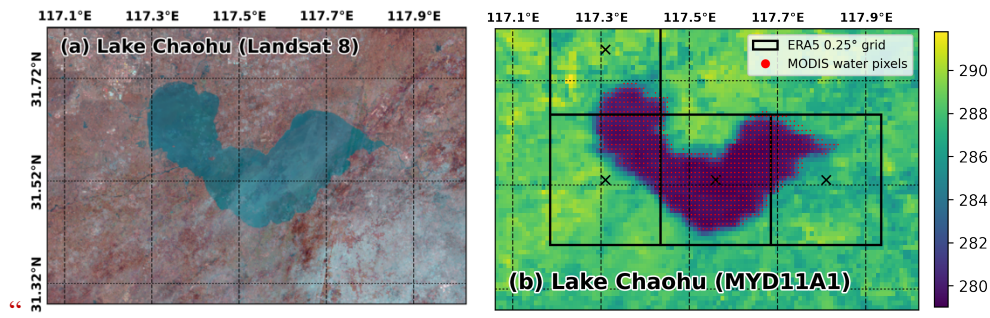 117.1°E 117.3°E 117.5°E 117.7°E 117.9°E
(a) Lake Chaohu (Landsat 8)
31.72°N
31.52°N
31.32°N
“
117.1°E 117.3°E 117.5°E 117.7°E 117.9°E
ERA5 0.25° grid
MODIS water pixels
(b) Lake Chaohu (MYD11A1)
290
288
286
284
282
280